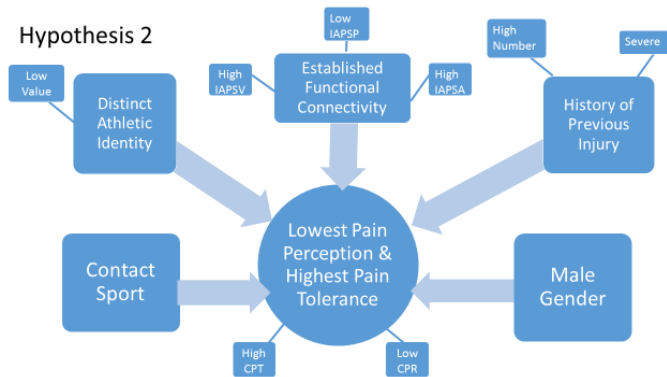 Hypothesis 2
Low
Value
Distinct
Athletic
Identity
Low
IAPSP
High
IAPSV
Established
Functional
Connectivity
High
IAPSA
High
Number
Severe
History of
Previous
Injury
Contact
Sport
Lowest Pain
Perception &
Highest Pain
Tolerance
Male
Gender
High
CPT
Low
CPR